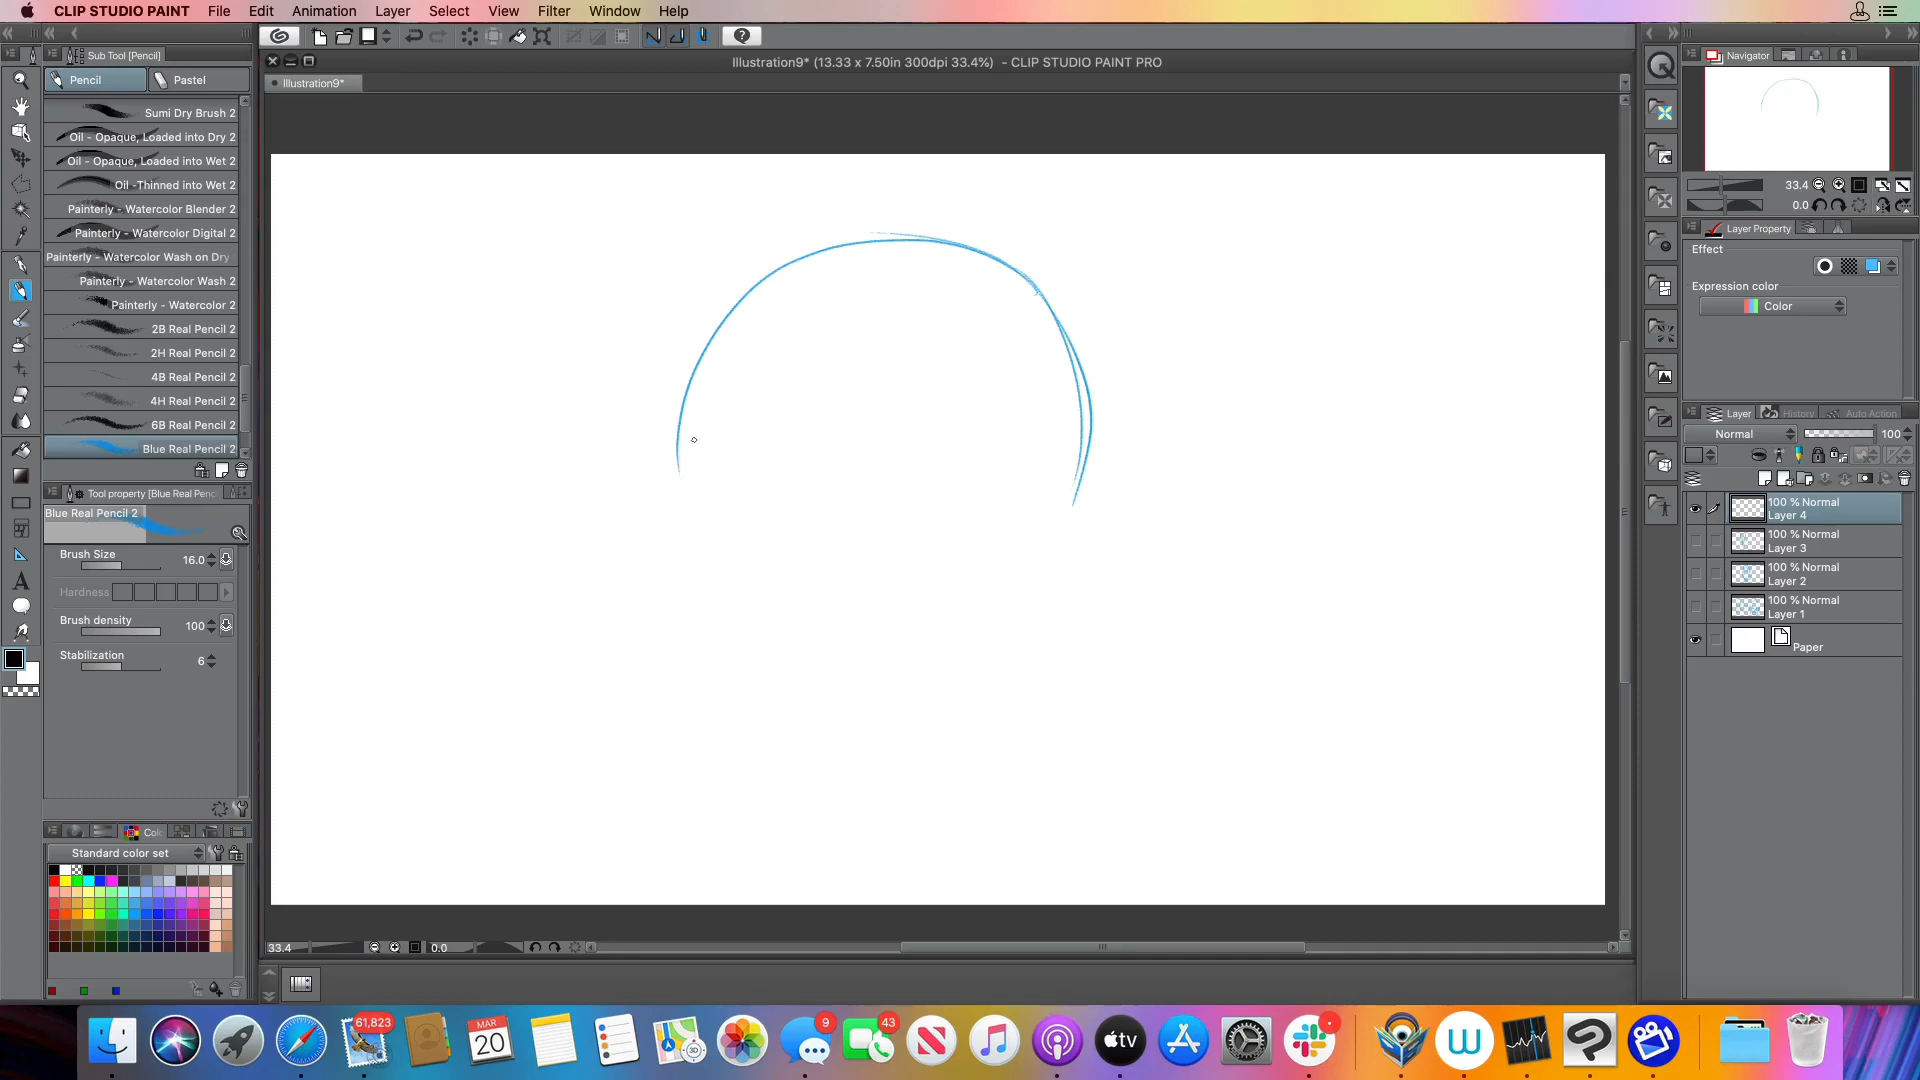 CLIP STUDIO PAINT File Edit Animation Layer Select View Filter Window Help
Sub Tool [Pencil]
Pencil Pastel
Sumi Dry Brush 2
Oil - Opaque, Loaded into Dry 2
Oil - Opaque, Loaded into Wet 2
Oil -Thinned into Wet 2
Painterly - Watercolor Blender 2
Painterly - Watercolor Digital 2
Painterly - Watercolor Wash on Dry
Painterly - Watercolor Wash 2
Painterly - Watercolor 2
2B Real Pencil 2
2H Real Pencil 2
4B Real Pencil 2
4H Real Pencil 2
6B Real Pencil 2
Blue Real Pencil 2
Tool property [Blue Real Penc
Blue Real Pencil 2
Brush Size 16.0
Hardness
Brush density 100
Stabilization 6
Col
Standard color set
Illustration9* (13.33 x 7.50in 300dpi 33.4%) - CLIP STUDIO PAINT PRO
Illustration9*
33.4 0.0
Navigator
33.4
0.0
Layer Property
Effect
Expression color
Color
Layer History Auto Action
Normal 100
100 % Normal
Layer 4
100 % Normal
Layer 3
100 % Normal
Layer 2
100 % Normal
Layer 1
Paper
61,823
MAR
20
3D
9
43
tv